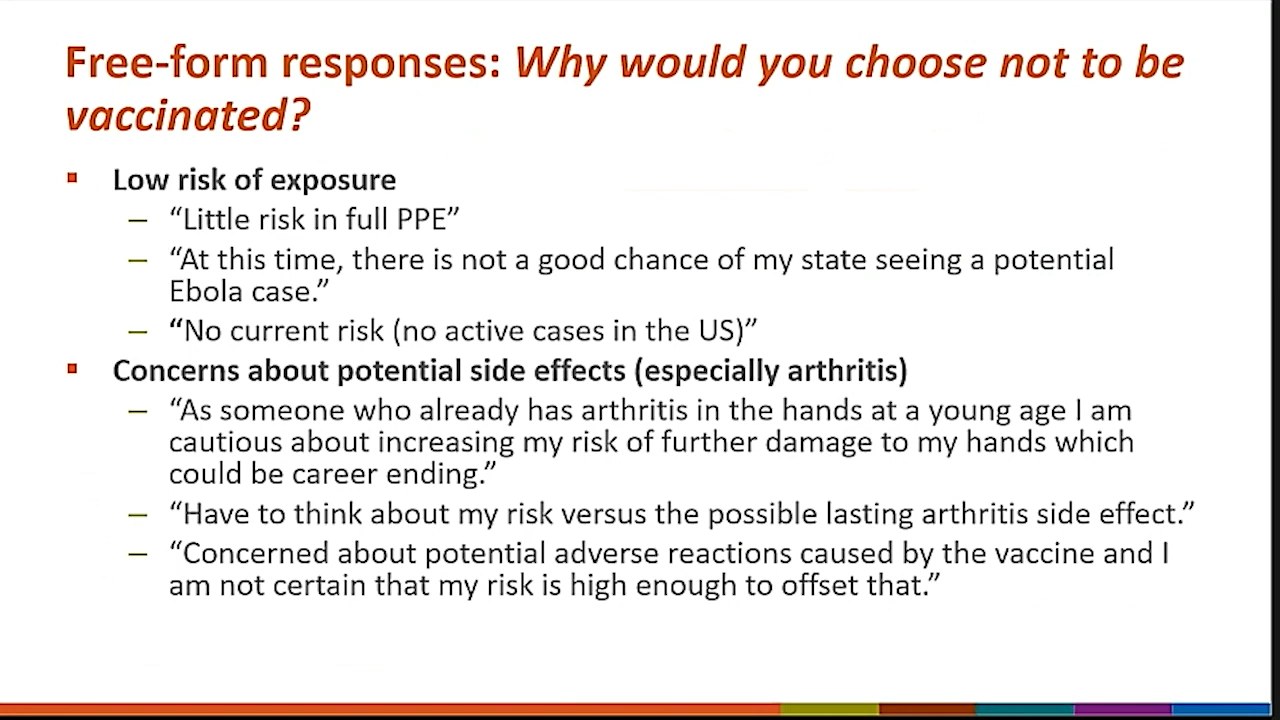 Free-form responses: Why would you choose not to be
vaccinated?
▪ Low risk of exposure
– “Little risk in full PPE”
– “At this time, there is not a good chance of my state seeing a potential
Ebola case.”
– “No current risk (no active cases in the US)”
▪ Concerns about potential side effects (especially arthritis)
– “As someone who already has arthritis in the hands at a young age I am
cautious about increasing my risk of further damage to my hands which
could be career ending.”
– “Have to think about my risk versus the possible lasting arthritis side effect.”
– “Concerned about potential adverse reactions caused by the vaccine and I
am not certain that my risk is high enough to offset that.”